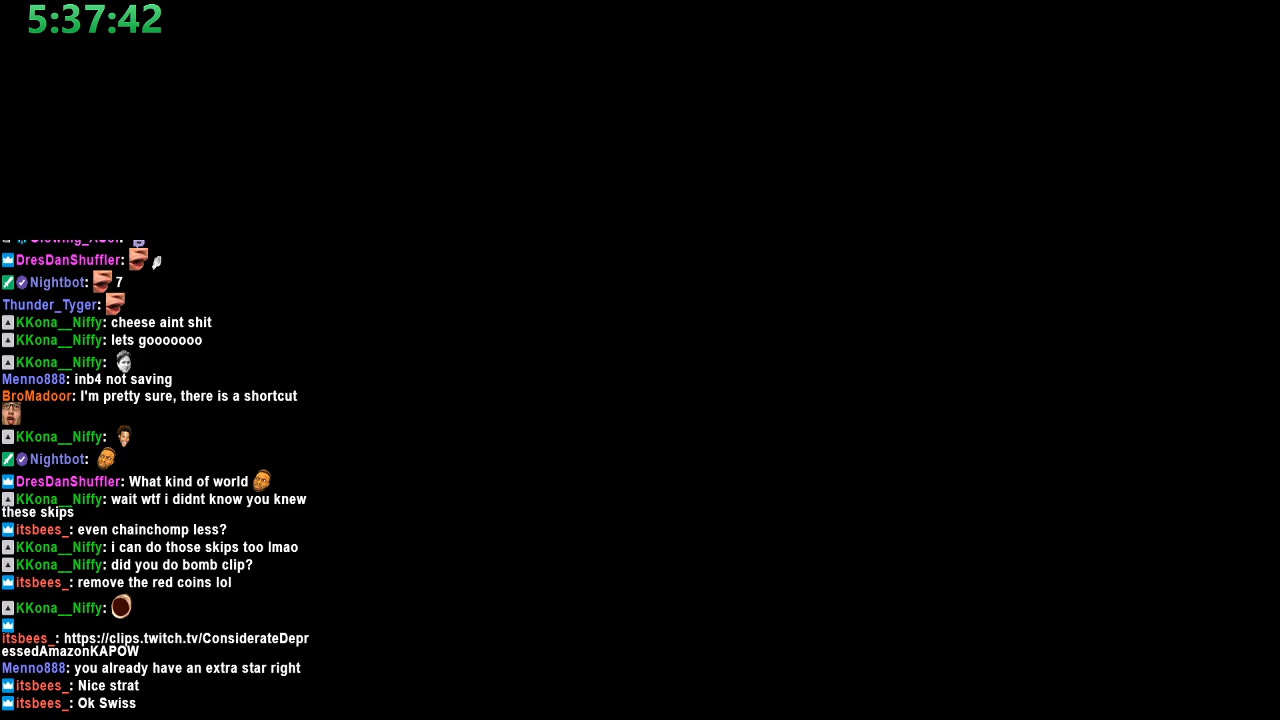 5:37:42
DresDanShuffler:
Nightbot: 7
Thunder_Tyger:
KKona__Niffy: cheese aint shit
KKona__Niffy: lets gooooooo
KKona__Niffy:
Menno888: inb4 not saving
BroMadoor: I'm pretty sure, there is a shortcut
KKona__Niffy:
Nightbot:
DresDanShuffler: What kind of world
KKona__Niffy: wait wtf i didnt know you knew
these skips
itsbees_: even chainchomp less?
KKona__Niffy: i can do those skips too lmao
KKona__Niffy: did you do bomb clip?
itsbees_: remove the red coins lol
KKona__Niffy:
itsbees_: https://clips.twitch.tv/ConsiderateDepr
essedAmazonKAPOW
Menno888: you already have an extra star right
itsbees_: Nice strat
itsbees_: Ok Swiss